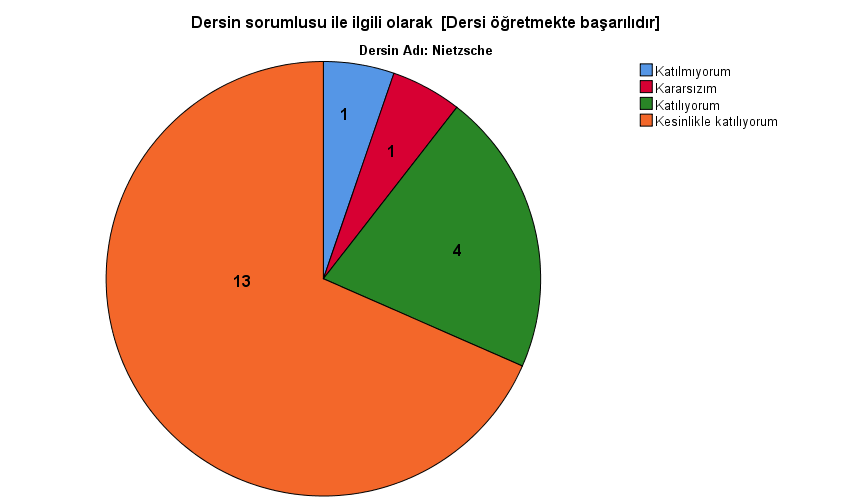 Dersin sorumlusu ile ilgili olarak [Dersi öğretmekte başarılıdır]
Dersin Adı: Nietzsche
Katılmıyorum
Kararsızım
Katılıyorum
Kesinlikle katılıyorum
1
1
4
13